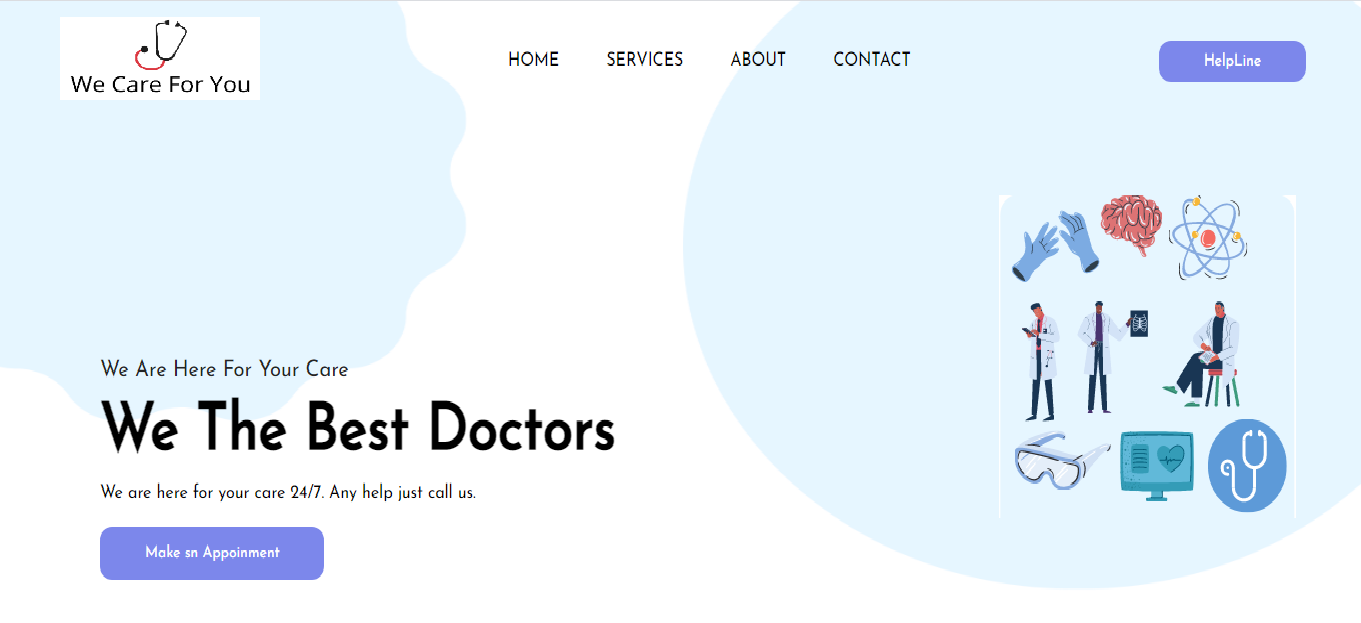 We Care For You
HOME SERVICES ABOUT CONTACT
HelpLine
We Are Here For Your Care
We The Best Doctors
We are here for your care 24/7. Any help just call us.
Make sn Appoinment